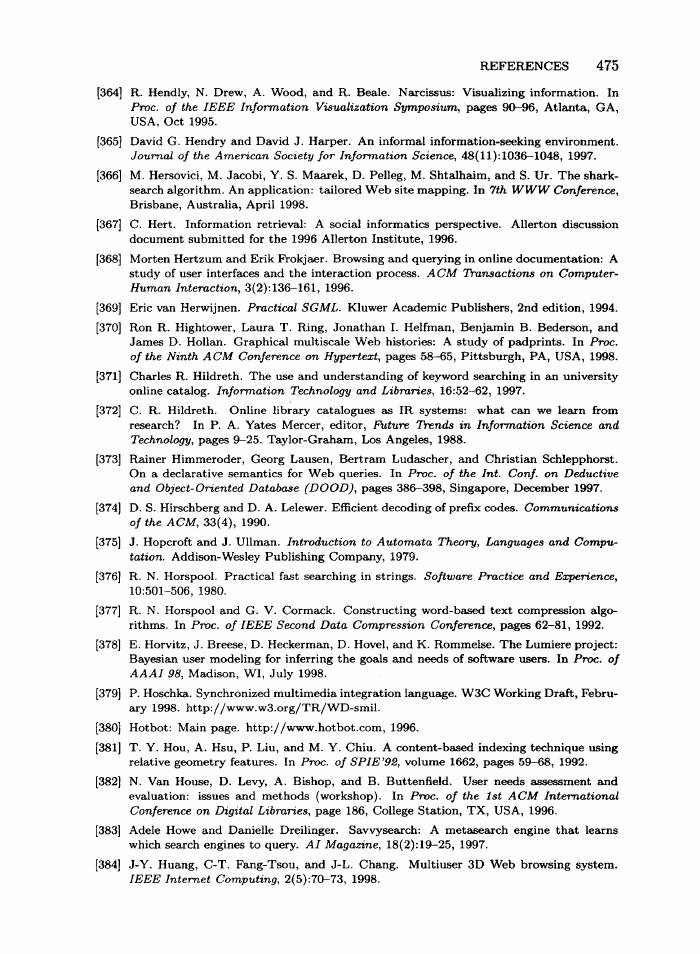 REFERENCES 475
[364] R. Hendly, N. Drew, A. Wood, and R. Beale. Narcissus: Visualizing information. In
Proc. of the IEEE Information Visualization Symposium, pages 90–96, Atlanta, GA,
USA, Oct 1995.
[365] David G. Hendry and David J. Harper. An informal information-seeking environment.
Journal of the American Society for Information Science, 48(11):1036–1048, 1997.
[366] M. Hersovici, M. Jacobi, Y. S. Maarek, D. Pelleg, M. Shtalhaim, and S. Ur. The shark-
search algorithm. An application: tailored Web site mapping. In 7th WWW Conference,
Brisbane, Australia, April 1998.
[367] C. Hert. Information retrieval: A social informatics perspective. Allerton discussion
document submitted for the 1996 Allerton Institute, 1996.
[368] Morten Hertzum and Erik Frokjaer. Browsing and querying in online documentation: A
study of user interfaces and the interaction process. ACM Transactions on Computer-
Human Interaction, 3(2):136–161, 1996.
[369] Eric van Herwijnen. Practical SGML. Kluwer Academic Publishers, 2nd edition, 1994.
[370] Ron R. Hightower, Laura T. Ring, Jonathan I. Helfman, Benjamin B. Bederson, and
James D. Hollan. Graphical multiscale Web histories: A study of padprints. In Proc.
of the Ninth ACM Conference on Hypertext, pages 58–65, Pittsburgh, PA, USA, 1998.
[371] Charles R. Hildreth. The use and understanding of keyword searching in an university
online catalog. Information Technology and Libraries, 16:52–62, 1997.
[372] C. R. Hildreth. Online library catalogues as IR systems: what can we learn from
research? In P. A. Yates Mercer, editor, Future Trends in Information Science and
Technology, pages 9–25. Taylor-Graham, Los Angeles, 1988.
[373] Rainer Himmeroder, Georg Lausen, Bertram Ludascher, and Christian Schlepphorst.
On a declarative semantics for Web queries. In Proc. of the Int. Conf. on Deductive
and Object-Oriented Database (DOOD), pages 386–398, Singapore, December 1997.
[374] D. S. Hirschberg and D. A. Lelewer. Efficient decoding of prefix codes. Communications
of the ACM, 33(4), 1990.
[375] J. Hopcroft and J. Ullman. Introduction to Automata Theory, Languages and Compu-
tation. Addison-Wesley Publishing Company, 1979.
[376] R. N. Horspool. Practical fast searching in strings. Software Practice and Experience,
10:501–506, 1980.
[377] R. N. Horspool and G. V. Cormack. Constructing word-based text compression algo-
rithms. In Proc. of IEEE Second Data Compression Conference, pages 62–81, 1992.
[378] E. Horvitz, J. Breese, D. Heckerman, D. Hovel, and K. Rommelse. The Lumiere project:
Bayesian user modeling for inferring the goals and needs of software users. In Proc. of
AAAI 98, Madison, WI, July 1998.
[379] P. Hoschka. Synchronized multimedia integration language. W3C Working Draft, Febru-
ary 1998. http://www.w3.org/TR/WD-smil.
[380] Hotbot: Main page. http://www.hotbot.com, 1996.
[381] T. Y. Hou, A. Hsu, P. Liu, and M. Y. Chiu. A content-based indexing technique using
relative geometry features. In Proc. of SPIE'92, volume 1662, pages 59–68, 1992.
[382] N. Van House, D. Levy, A. Bishop, and B. Buttenfield. User needs assessment and
evaluation: issues and methods (workshop). In Proc. of the 1st ACM International
Conference on Digital Libraries, page 186, College Station, TX, USA, 1996.
[383] Adele Howe and Danielle Dreilinger. Savvysearch: A metasearch engine that learns
which search engines to query. AI Magazine, 18(2):19–25, 1997.
[384] J-Y. Huang, C-T. Fang-Tsou, and J-L. Chang. Multiuser 3D Web browsing system.
IEEE Internet Computing, 2(5):70–73, 1998.